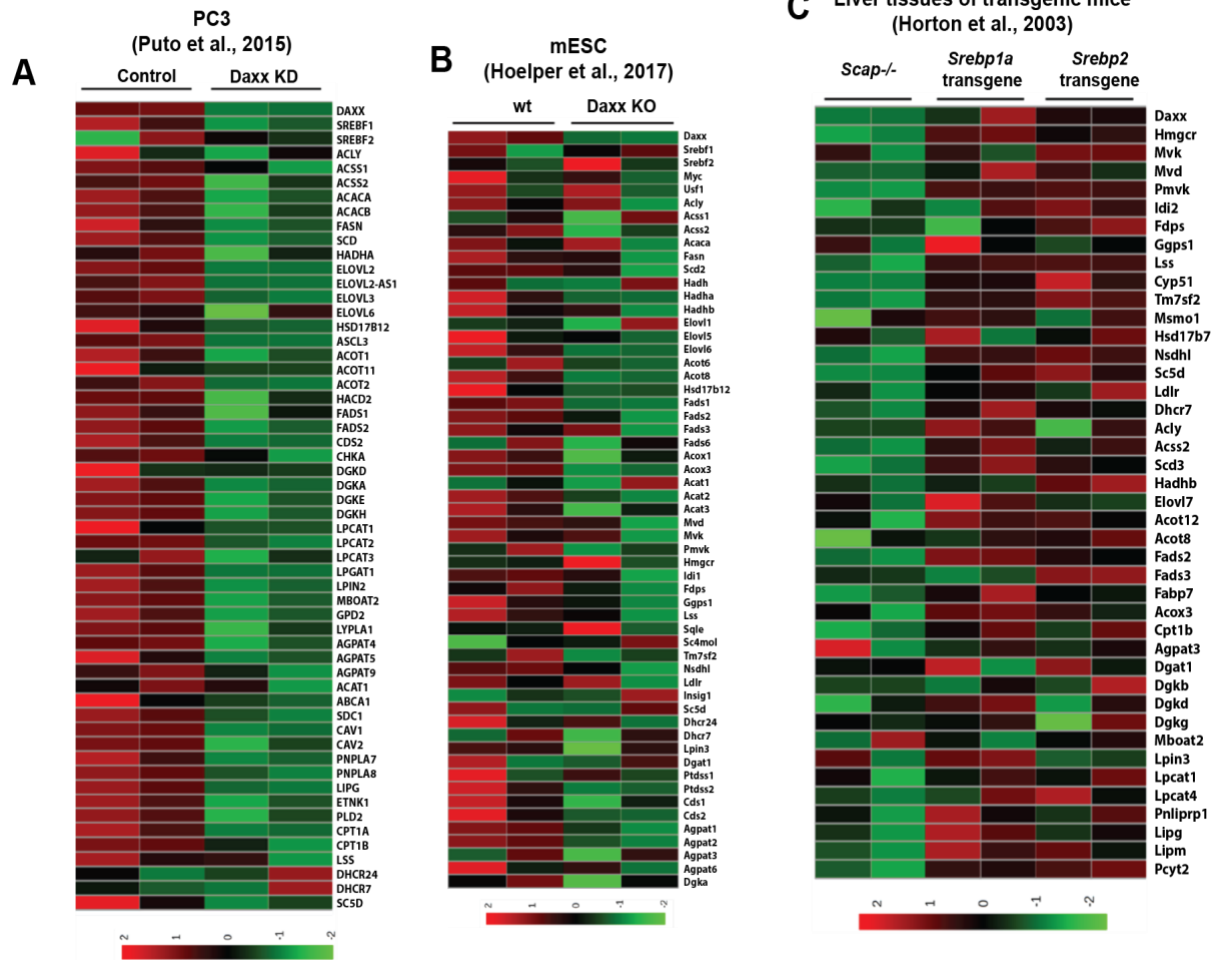 A
PC3
(Puto et al., 2015)
Control Daxx KD
DAXX
SREBF1
SREBF2
ACLY
ACSS1
ACSS2
ACACA
ACACB
FASN
SCD
HADHA
ELOVL2
ELOVL2-AS1
ELOVL3
ELOVL6
HSD17B12
ASCL3
ACOT1
ACOT11
ACOT2
HACD2
FADS1
FADS2
CDS2
CHKA
DGKD
DGKA
DGKE
DGKH
LPCAT1
LPCAT2
LPCAT3
LPGAT1
LPIN2
MBOAT2
GPD2
LYPLA1
AGPAT4
AGPAT5
AGPAT9
ACAT1
ABCA1
SDC1
CAV1
CAV2
PNPLA7
PNPLA8
LIPG
ETNK1
PLD2
CPT1A
CPT1B
LSS
DHCR24
DHCR7
SC5D
2 1 0 -1 -2
B
mESC
(Hoelper et al., 2017)
wt Daxx KO
Daxx
Srebf1
Srebf2
Myc
Usf1
Acly
Acss1
Acss2
Acaca
Fasn
Scd2
Hadh
Hadha
Hadhb
Elovl1
Elovl5
Elovl6
Acot6
Acot8
Hsd17b12
Fads1
Fads2
Fads3
Fads6
Acox1
Acox3
Acat1
Acat2
Acat3
Mvd
Mvk
Pmvk
Hmgcr
Idi1
Fdps
Ggps1
Lss
Sqle
Sc4mol
Tm7sf2
Nsdhl
Ldlr
Insig1
Sc5d
Dhcr24
Dhcr7
Lpin3
Dgat1
Ptdss1
Ptdss2
Cds1
Cds2
Agpat1
Agpat2
Agpat3
Agpat6
Dgka
2 1 0 -1 -2
C
Liver tissues of transgenic mice
(Horton et al., 2003)
Scap-/- Srebp1a transgene Srebp2 transgene
Daxx
Hmgcr
Mvk
Mvd
Pmvk
Idi2
Fdps
Ggps1
Lss
Cyp51
Tm7sf2
Msmo1
Hsd17b7
Nsdhl
Sc5d
Ldlr
Dhcr7
Acly
Acss2
Scd3
Hadhb
Elovl7
Acot12
Acot8
Fads2
Fads3
Fabp7
Acox3
Cpt1b
Agpat3
Dgat1
Dgkb
Dgkd
Dgkg
Mboat2
Lpin3
Lpcat1
Lpcat4
Pnliprp1
Lipg
Lipm
Pcyt2
2 1 0 -1 -2